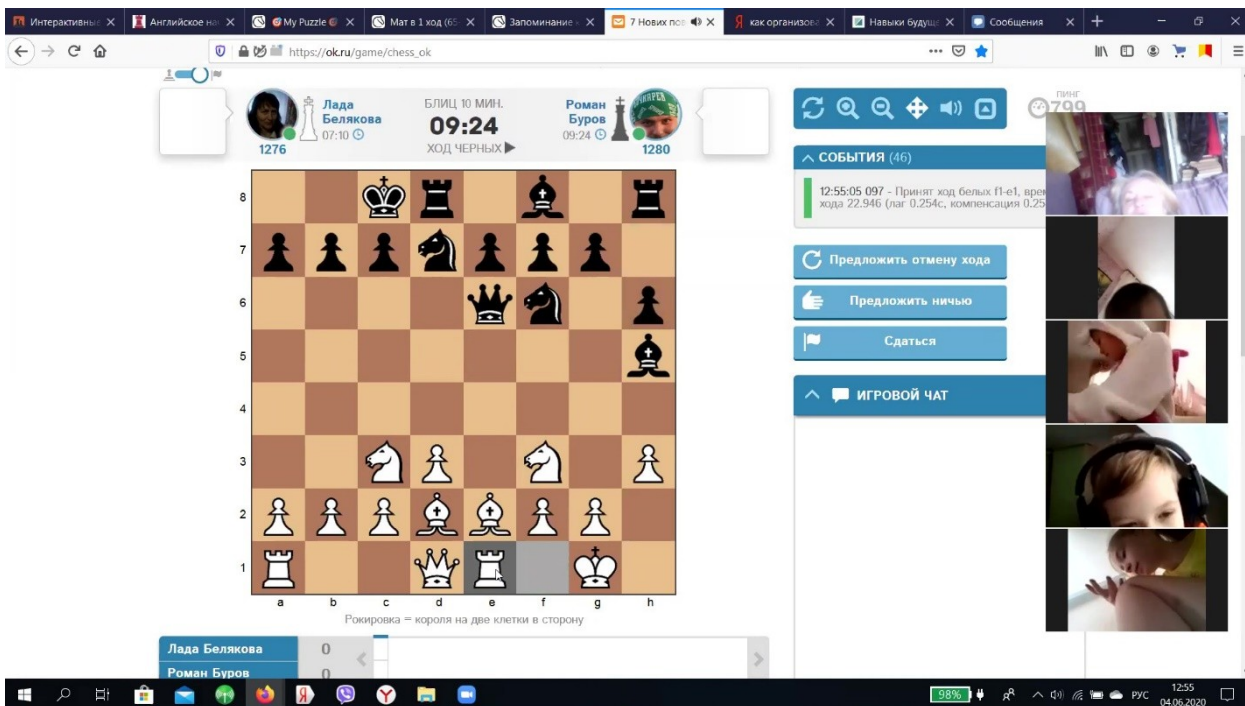 Интерактивны
Английское на
My Puzzle
Мат в 1 ход (65
Запоминание
7 Нових поз
как организова
Навыки будущ
Сообщения
https://ok.ru/game/chess_ok
Лада
Белякова
07:10
1276
БЛИЦ 10 МИН.
09:24
ХОД ЧЕРНЫХ
Роман
Буров
09:24
1280
ПИНГ
799
СОБЫТИЯ (46)
12:55:05 097 - Принят ход белых f1-e1, врем
хода 22.946 (лаг 0.254с, компенсация 0.25
Предложить отмену хода
Предложить ничью
Сдаться
ИГРОВОЙ ЧАТ
8
7
6
5
4
3
2
1
a b c d e f g h
Рокировка = короля на две клетки в сторону
Лада Белякова 0
Роман Буров 0
98%
РУС
12:55
04.06.2020